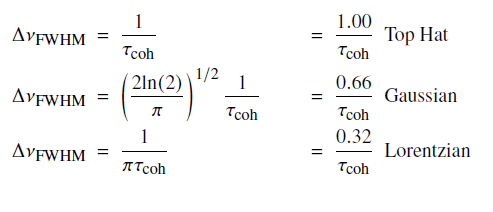 Δν_FWHM = 1/τ_coh = 1.00/τ_coh Top Hat
Δν_FWHM = (2ln(2)/π)^1/2 1/τ_coh = 0.66/τ_coh Gaussian
Δν_FWHM = 1/πτ_coh = 0.32/τ_coh Lorentzian